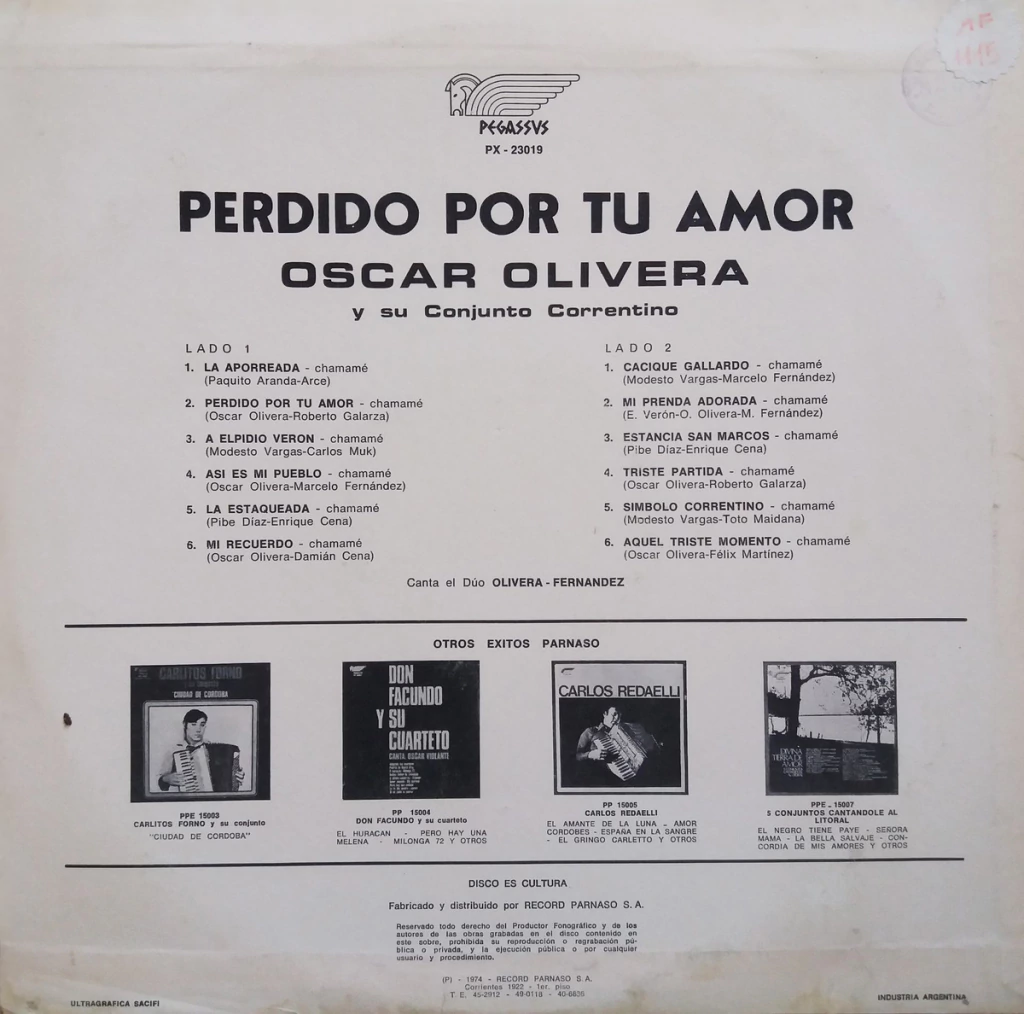 PEGASSVS
PX - 23019
PERDIDO POR TU AMOR
OSCAR OLIVERA
y su Conjunto Correntino
LADO 1
1. LA APORREADA - chamamé
(Paquito Aranda-Arce)
2. PERDIDO POR TU AMOR - chamamé
(Oscar Olivera-Roberto Galarza)
3. A ELPIDIO VERON - chamamé
(Modesto Vargas-Carlos Muk)
4. ASI ES MI PUEBLO - chamamé
(Oscar Olivera-Marcelo Fernández)
5. LA ESTAQUEADA - chamamé
(Pibe Díaz-Enrique Cena)
6. MI RECUERDO - chamamé
(Oscar Olivera-Damián Cena)
LADO 2
1. CACIQUE GALLARDO - chamamé
(Modesto Vargas-Marcelo Fernández)
2. MI PRENDA ADORADA - chamamé
(E. Verón-O. Olivera-M. Fernández)
3. ESTANCIA SAN MARCOS - chamamé
(Pibe Díaz-Enrique Cena)
4. TRISTE PARTIDA - chamamé
(Oscar Olivera-Roberto Galarza)
5. SIMBOLO CORRENTINO - chamamé
(Modesto Vargas-Toto Maidana)
6. AQUEL TRISTE MOMENTO - chamamé
(Oscar Olivera-Félix Martínez)
Canta el Dúo OLIVERA - FERNANDEZ
OTROS EXITOS PARNASO
CARLITOS FORNO
CIUDAD DE CORDOBA
PPE 15003
CARLITOS FORNO y su conjunto
"CIUDAD DE CORDOBA"
DON
FACUNDO
Y SU
CUARTETO
CANTA OSCAR VIOLANTE
PP 15004
DON FACUNDO y su cuarteto
EL HURACAN - PERO HAY UNA
MELENA - MILONGA 72 Y OTROS
CARLOS REDAELLI
PP 15005
CARLOS REDAELLI
EL AMANTE DE LA LUNA - AMOR
CORDOBES - ESPAÑA EN LA SANGRE
- EL GRINGO CARLETTO Y OTROS
DIVINA
TIERRA DE
AMOR
PPE - 15007
5 CONJUNTOS CANTANDOLE AL
LITORAL
EL NEGRO TIENE PAYE - SEÑORA
MAMA - LA BELLA SALVAJE - CON-
CORDIA DE MIS AMORES Y OTROS
DISCO ES CULTURA
Fabricado y distribuido por RECORD PARNASO S. A.
Reservado todo derecho del Productor Fonográfico y de los
autores de las obras grabadas en el disco contenido en
este sobre, prohibida su reproducción o regrabación pú-
blica o privada, y la ejecución pública o por cualquier
usuario y procedimiento.
(P) - 1974 - RECORD PARNASO S. A.
Corrientes 1922 - 1er. piso
T E. 45-2912 - 49-0118 - 40-6836
ULTRAGRAFICA SACIFI
INDUSTRIA ARGENTINA